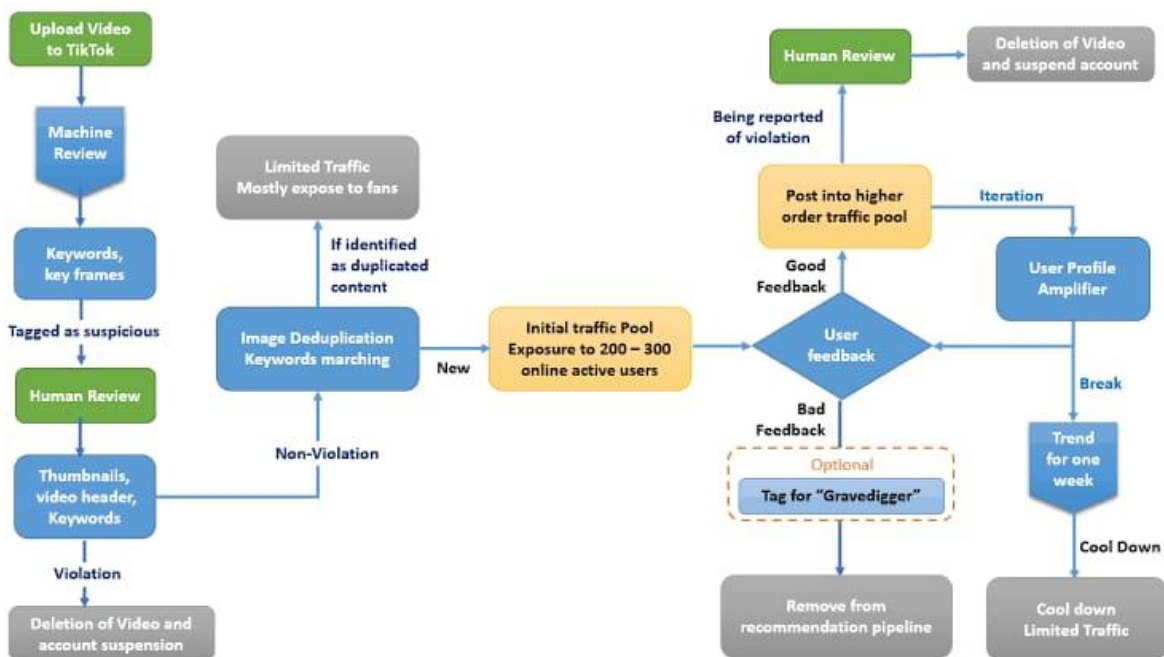 Upload Video
to TikTok
Machine
Review
Keywords,
key frames
Tagged as suspicious
Human Review
Thumbnails,
video header,
Keywords
Violation
Deletion of Video and
account suspension
Non-Violation
Limited Traffic
Mostly expose to fans
If identified
as duplicated
content
Image Deduplication
Keywords marching
New
Initial traffic Pool
Exposure to 200 – 300
online active users
User
feedback
Good
Feedback
Post into higher
order traffic pool
Being reported
of violation
Human Review
Deletion of Video
and suspend account
Iteration
User Profile
Amplifier
Break
Trend
for one
week
Cool Down
Cool down
Limited Traffic
Bad
Feedback
Optional
Tag for “Gravedigger”
Remove from
recommendation pipeline